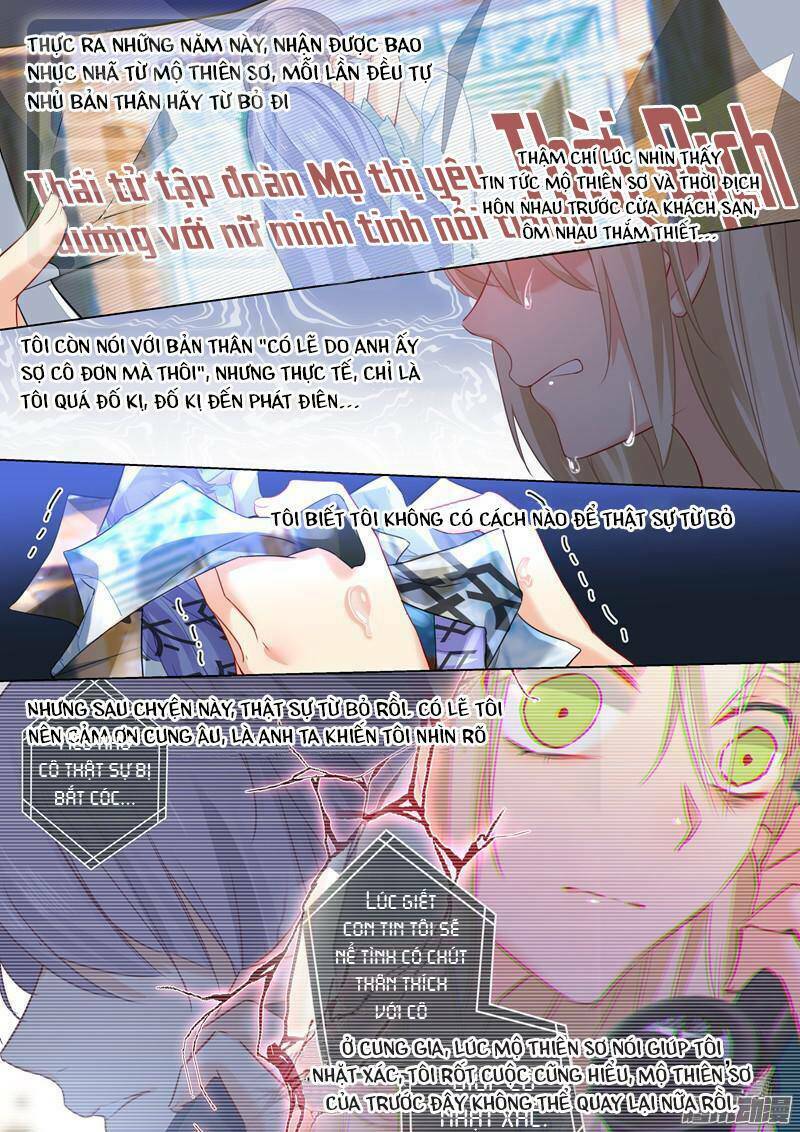 THỰC RA NHỮNG NĂM NÀY, NHẬN ĐƯỢC BAO
NHỤC NHÃ TỪ MỘ THIÊN SƠ, MỖI LẦN ĐỀU TỰ
NHỦ BẢN THÂN HÃY TỪ BỎ ĐI
Thái tử tập đoàn Mộ thị yêu Thời Địch
đương với nữ minh tinh nổi
THẬM CHÍ LÚC NHÌN THẤY
TIN TỨC MỘ THIÊN SƠ VÀ THỜI ĐỊCH
HÔN NHAU TRƯỚC CỬA KHÁCH SẠN,
ÔM NHAU THẮM THIẾT...
TÔI CÒN NÓI VỚI BẢN THÂN "CÓ LẼ DO ANH ẤY
SỢ CÔ ĐƠN MÀ THÔI", NHƯNG THỰC TẾ, CHỈ LÀ
TÔI QUÁ ĐỐ KỊ, ĐỐ KỊ ĐẾN PHÁT ĐIÊN...
TÔI BIẾT TÔI KHÔNG CÓ CÁCH NÀO ĐỂ THẬT SỰ TỪ BỎ
NHƯNG SAU CHYỆN NÀY, THẬT SỰ TỪ BỎ RỒI. CÓ LẼ TÔI
NÊN CẢM ƠN CUNG ÂU, LÀ ANH TA KHIẾN TÔI NHÌN RÕ
CÔ THẬT SỰ BỊ
BẮT CÓC...
LÚC GIẾT
CON TIN TÔI SẼ
NỂ TÌNH CÓ CHÚT
THÂN THÍCH
VỚI CÔ
Ở CUNG GIA, LÚC MỘ THIÊN SƠ NÓI GIÚP TÔI
NHẶT XÁC, TÔI RỐT CUỘC CŨNG HIỂU, MỘ THIÊN SƠ
CỦA TRƯỚC ĐÂY KHÔNG THỂ QUAY LẠI NỮA RỒI.
NHẶT XÁC.